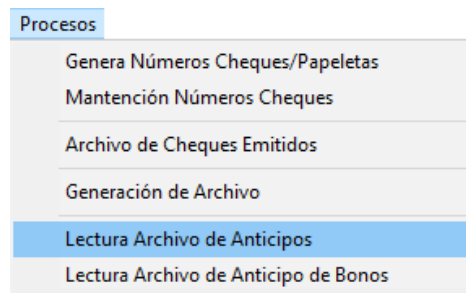 Procesos
Genera Números Cheques/Papeletas
Mantención Números Cheques
Archivo de Cheques Emitidos
Generación de Archivo
Lectura Archivo de Anticipos
Lectura Archivo de Anticipo de Bonos